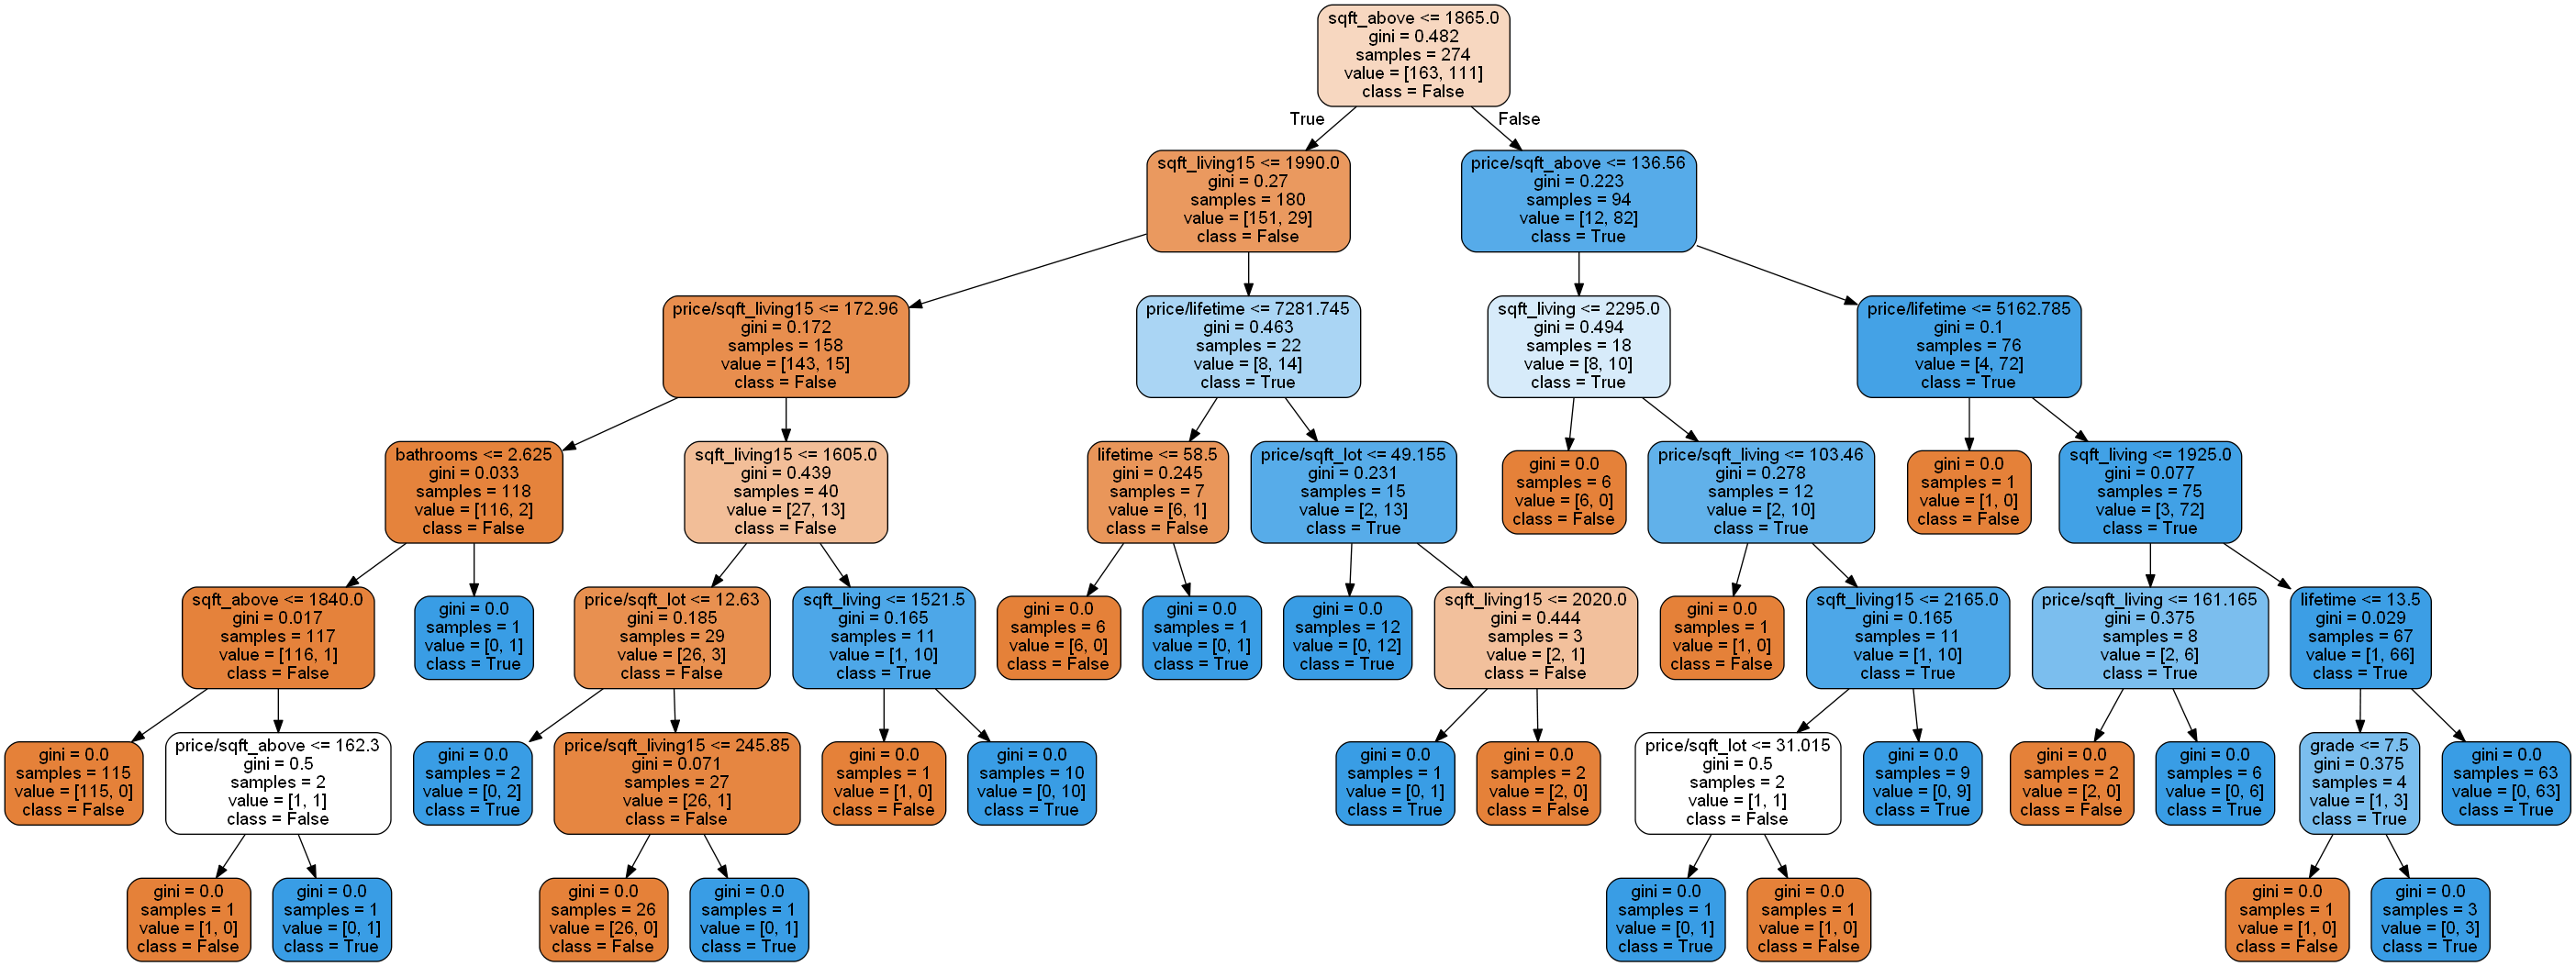 sqft_above <= 1865.0
gini = 0.482
samples = 274
value = [163, 111]
class = False
True
False
sqft_living15 <= 1990.0
gini = 0.27
samples = 180
value = [151, 29]
class = False
price/sqft_above <= 136.56
gini = 0.223
samples = 94
value = [12, 82]
class = True
price/sqft_living15 <= 172.96
gini = 0.172
samples = 158
value = [143, 15]
class = False
price/lifetime <= 7281.745
gini = 0.463
samples = 22
value = [8, 14]
class = True
sqft_living <= 2295.0
gini = 0.494
samples = 18
value = [8, 10]
class = True
price/lifetime <= 5162.785
gini = 0.1
samples = 76
value = [4, 72]
class = True
bathrooms <= 2.625
gini = 0.033
samples = 118
value = [116, 2]
class = False
sqft_living15 <= 1605.0
gini = 0.439
samples = 40
value = [27, 13]
class = False
lifetime <= 58.5
gini = 0.245
samples = 7
value = [6, 1]
class = False
price/sqft_lot <= 49.155
gini = 0.231
samples = 15
value = [2, 13]
class = True
gini = 0.0
samples = 6
value = [6, 0]
class = False
price/sqft_living <= 103.46
gini = 0.278
samples = 12
value = [2, 10]
class = True
gini = 0.0
samples = 1
value = [1, 0]
class = False
sqft_living <= 1925.0
gini = 0.077
samples = 75
value = [3, 72]
class = True
sqft_above <= 1840.0
gini = 0.017
samples = 117
value = [116, 1]
class = False
gini = 0.0
samples = 1
value = [0, 1]
class = True
price/sqft_lot <= 12.63
gini = 0.185
samples = 29
value = [26, 3]
class = False
sqft_living <= 1521.5
gini = 0.165
samples = 11
value = [1, 10]
class = True
gini = 0.0
samples = 6
value = [6, 0]
class = False
gini = 0.0
samples = 1
value = [0, 1]
class = True
gini = 0.0
samples = 12
value = [0, 12]
class = True
sqft_living15 <= 2020.0
gini = 0.444
samples = 3
value = [2, 1]
class = False
gini = 0.0
samples = 1
value = [1, 0]
class = False
sqft_living15 <= 2165.0
gini = 0.165
samples = 11
value = [1, 10]
class = True
price/sqft_living <= 161.165
gini = 0.375
samples = 8
value = [2, 6]
class = True
lifetime <= 13.5
gini = 0.029
samples = 67
value = [1, 66]
class = True
gini = 0.0
samples = 115
value = [115, 0]
class = False
price/sqft_above <= 162.3
gini = 0.5
samples = 2
value = [1, 1]
class = False
gini = 0.0
samples = 2
value = [0, 2]
class = True
price/sqft_living15 <= 245.85
gini = 0.071
samples = 27
value = [26, 1]
class = False
gini = 0.0
samples = 1
value = [1, 0]
class = False
gini = 0.0
samples = 10
value = [0, 10]
class = True
gini = 0.0
samples = 1
value = [0, 1]
class = True
gini = 0.0
samples = 2
value = [2, 0]
class = False
price/sqft_lot <= 31.015
gini = 0.5
samples = 2
value = [1, 1]
class = False
gini = 0.0
samples = 9
value = [0, 9]
class = True
gini = 0.0
samples = 2
value = [2, 0]
class = False
gini = 0.0
samples = 6
value = [0, 6]
class = True
grade <= 7.5
gini = 0.375
samples = 4
value = [1, 3]
class = True
gini = 0.0
samples = 63
value = [0, 63]
class = True
gini = 0.0
samples = 1
value = [1, 0]
class = False
gini = 0.0
samples = 1
value = [0, 1]
class = True
gini = 0.0
samples = 26
value = [26, 0]
class = False
gini = 0.0
samples = 1
value = [0, 1]
class = True
gini = 0.0
samples = 1
value = [0, 1]
class = True
gini = 0.0
samples = 1
value = [1, 0]
class = False
gini = 0.0
samples = 1
value = [1, 0]
class = False
gini = 0.0
samples = 3
value = [0, 3]
class = True